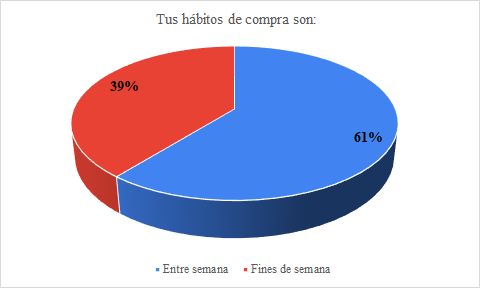 Tus hábitos de compra son:
39%
61%
Entre semana
Fines de semana